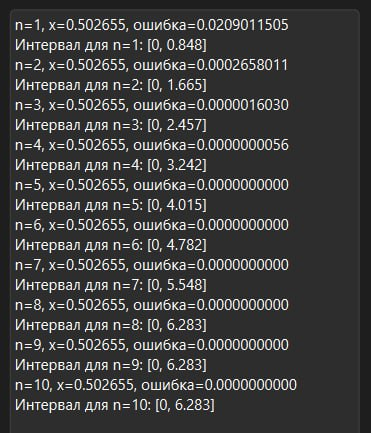 n=1, x=0.502655, ошибка=0.0209011505
Интервал для n=1: [0, 0.848]
n=2, x=0.502655, ошибка=0.0002658011
Интервал для n=2: [0, 1.665]
n=3, x=0.502655, ошибка=0.0000016030
Интервал для n=3: [0, 2.457]
n=4, x=0.502655, ошибка=0.0000000056
Интервал для n=4: [0, 3.242]
n=5, x=0.502655, ошибка=0.0000000000
Интервал для n=5: [0, 4.015]
n=6, x=0.502655, ошибка=0.0000000000
Интервал для n=6: [0, 4.782]
n=7, x=0.502655, ошибка=0.0000000000
Интервал для n=7: [0, 5.548]
n=8, x=0.502655, ошибка=0.0000000000
Интервал для n=8: [0, 6.283]
n=9, x=0.502655, ошибка=0.0000000000
Интервал для n=9: [0, 6.283]
n=10, x=0.502655, ошибка=0.0000000000
Интервал для n=10: [0, 6.283]